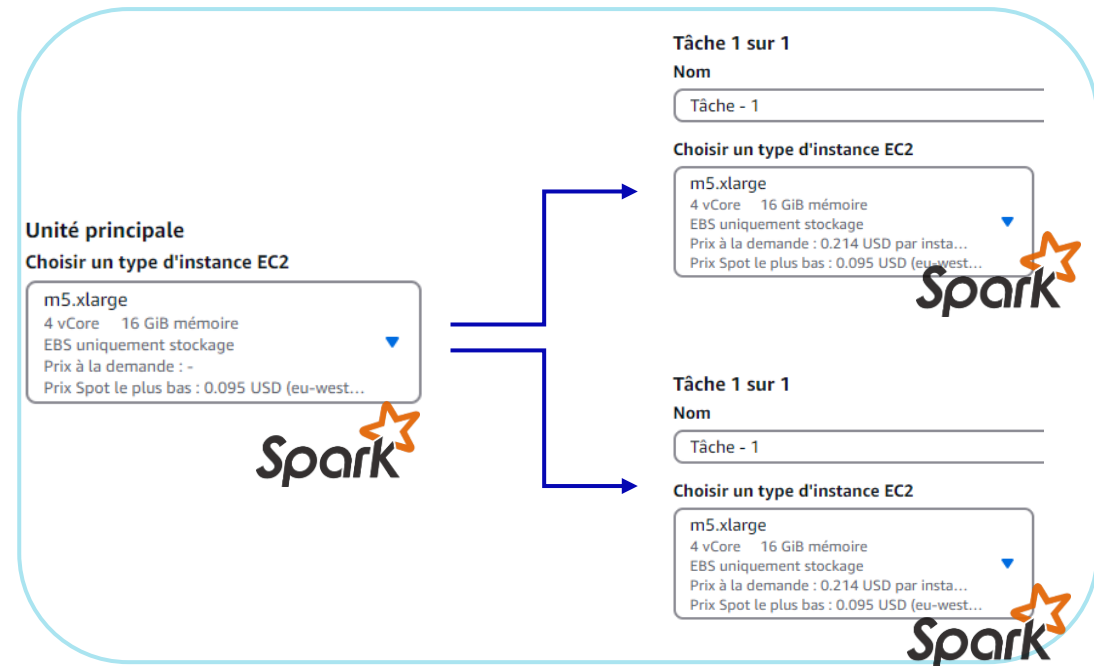 Unité principale
Choisir un type d'instance EC2
m5.xlarge
4 vCore 16 GiB mémoire
EBS uniquement stockage
Prix à la demande : -
Prix Spot le plus bas : 0.095 USD (eu-west...
Spark
Tâche 1 sur 1
Nom
Tâche - 1
Choisir un type d'instance EC2
m5.xlarge
4 vCore 16 GiB mémoire
EBS uniquement stockage
Prix à la demande : 0.214 USD par insta...
Prix Spot le plus bas : 0.095 USD (eu-west...
Spark
Tâche 1 sur 1
Nom
Tâche - 1
Choisir un type d'instance EC2
m5.xlarge
4 vCore 16 GiB mémoire
EBS uniquement stockage
Prix à la demande : 0.214 USD par insta...
Prix Spot le plus bas : 0.095 USD (eu-west...
Spark